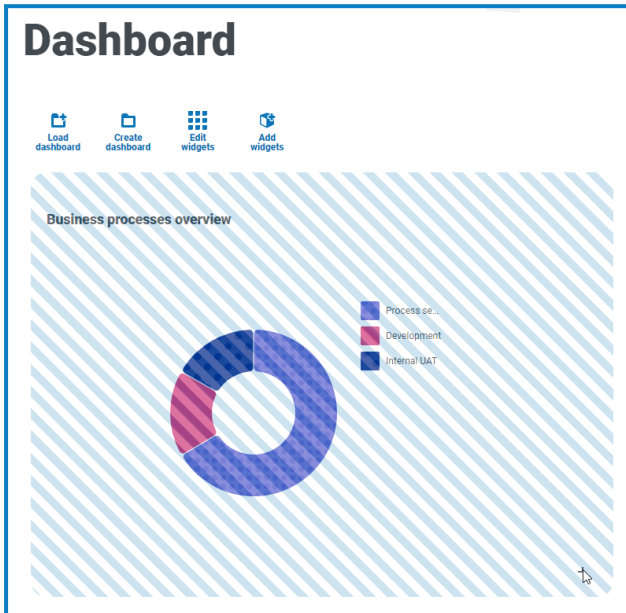 Dashboard
Load
dashboard
Create
dashboard
Edit
widgets
Add
widgets
Business processes overview
Process se...
Development
Internal UAT